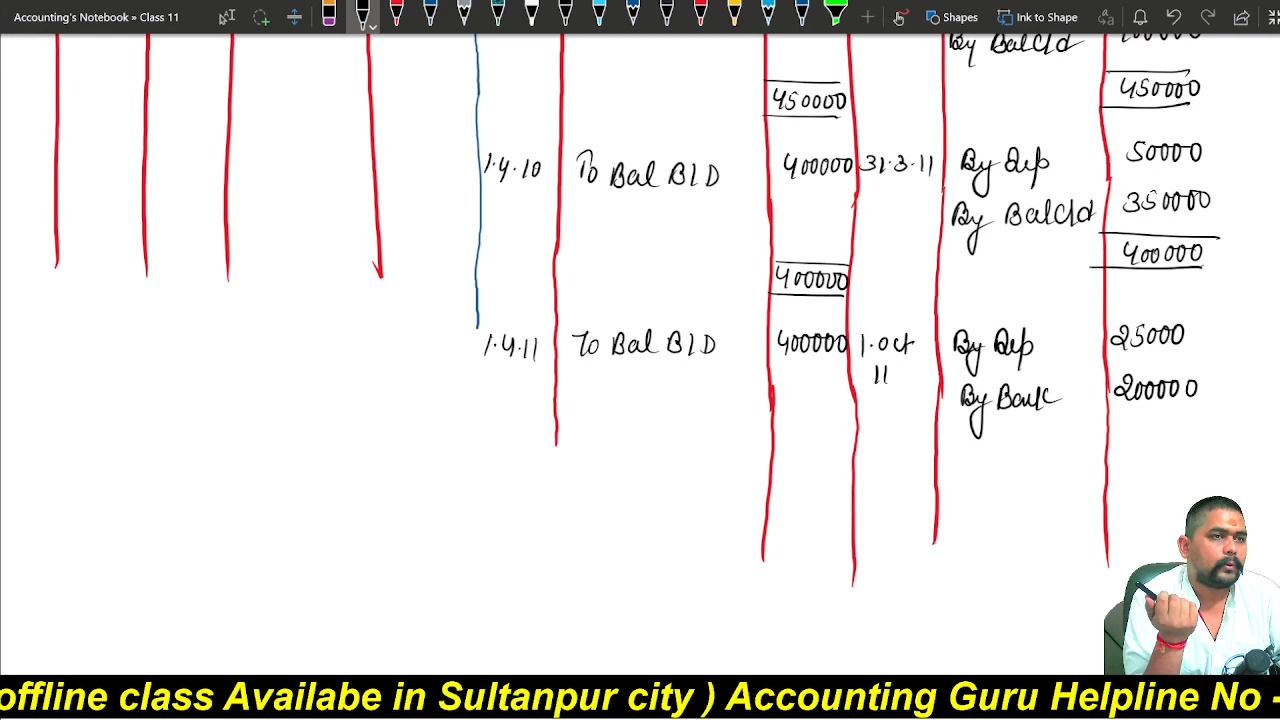 Accounting's Notebook » Class 11
Shapes
Ink to Shape
By Bal C/d
450000
450000
1.4.10 To Bal B/D 400000 31.3.11 By Dep 50000
By Bal C/d 350000
400000
400000
1.4.11 To Bal B/D 400000 1.Oct 11 By Dep 25000
By Bank 200000
offline class Availabe in Sultanpur city ) Accounting Guru Helpline No